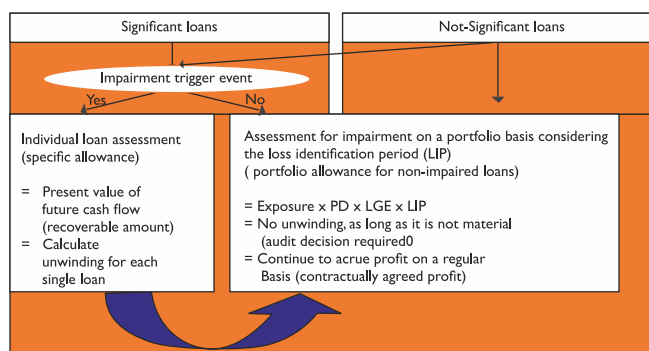 Significant loans
Not-Significant loans
Impairment trigger event
Yes
No
Individual loan assessment
(specific allowance)
= Present value of
future cash flow
(recoverable amount)
= Calculate
unwinding for each
single loan
Assessment for impairment on a portfolio basis considering
the loss identification period (LIP)
( portfolio allowance for non-impaired loans)
= Exposure x PD x LGE x LIP
= No unwinding, as long as it is not material
(audit decision required0
= Continue to accrue profit on a regular
Basis (contractually agreed profit)